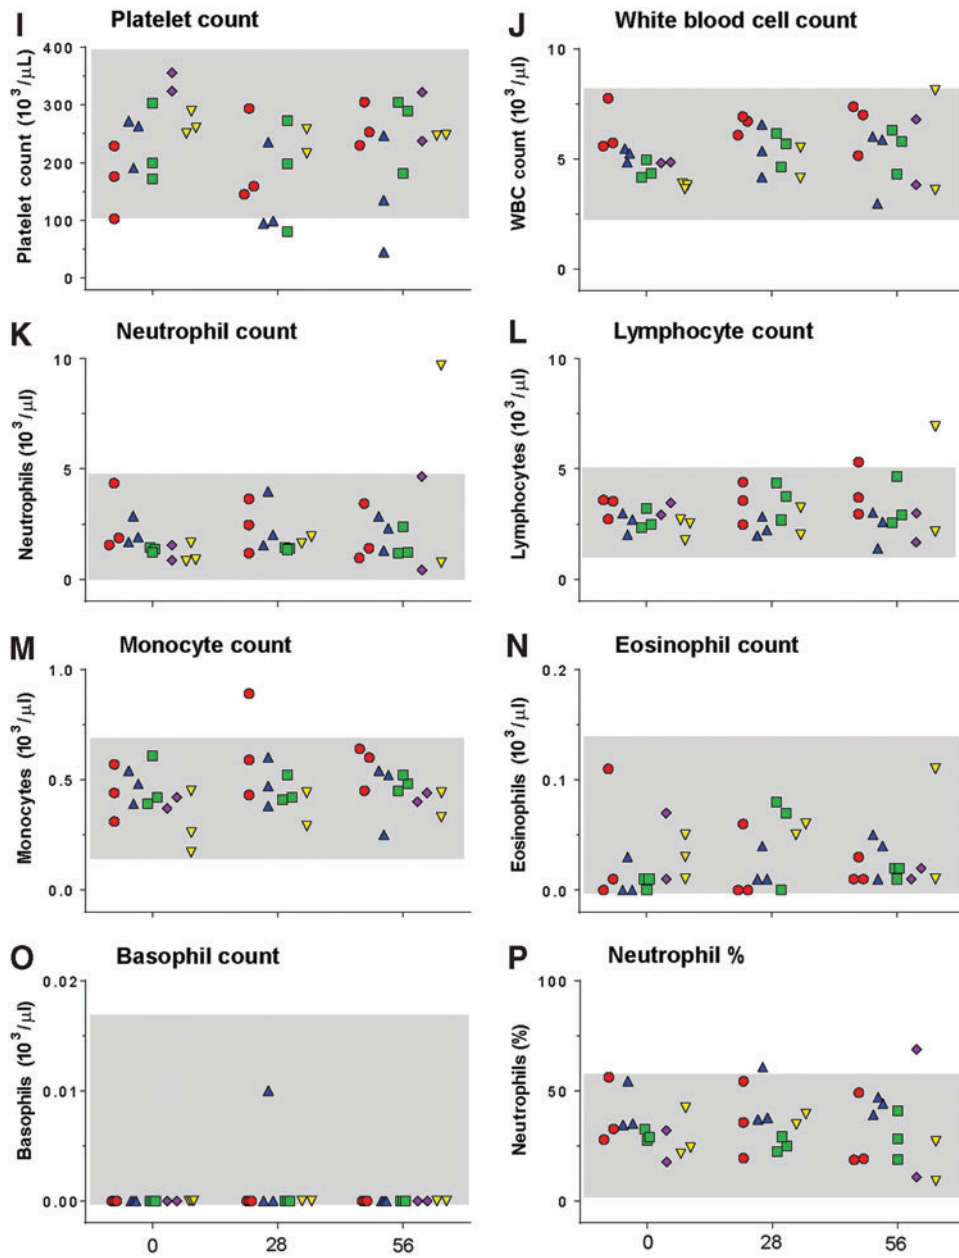 I Platelet count
Platelet count (10³/µL)
400
300
200
100
0
J White blood cell count
WBC count (10³/µl)
10
5
0
K Neutrophil count
Neutrophils (10³/µl)
10
5
0
L Lymphocyte count
Lymphocytes (10³/µl)
10
5
0
M Monocyte count
Monocytes (10³/µl)
1.0
0.5
0.0
N Eosinophil count
Eosinophils (10³/µl)
0.2
0.1
0.0
O Basophil count
Basophils (10³/µl)
0.02
0.01
0.00
0 28 56
P Neutrophil %
Neutrophils (%)
100
50
0
0 28 56